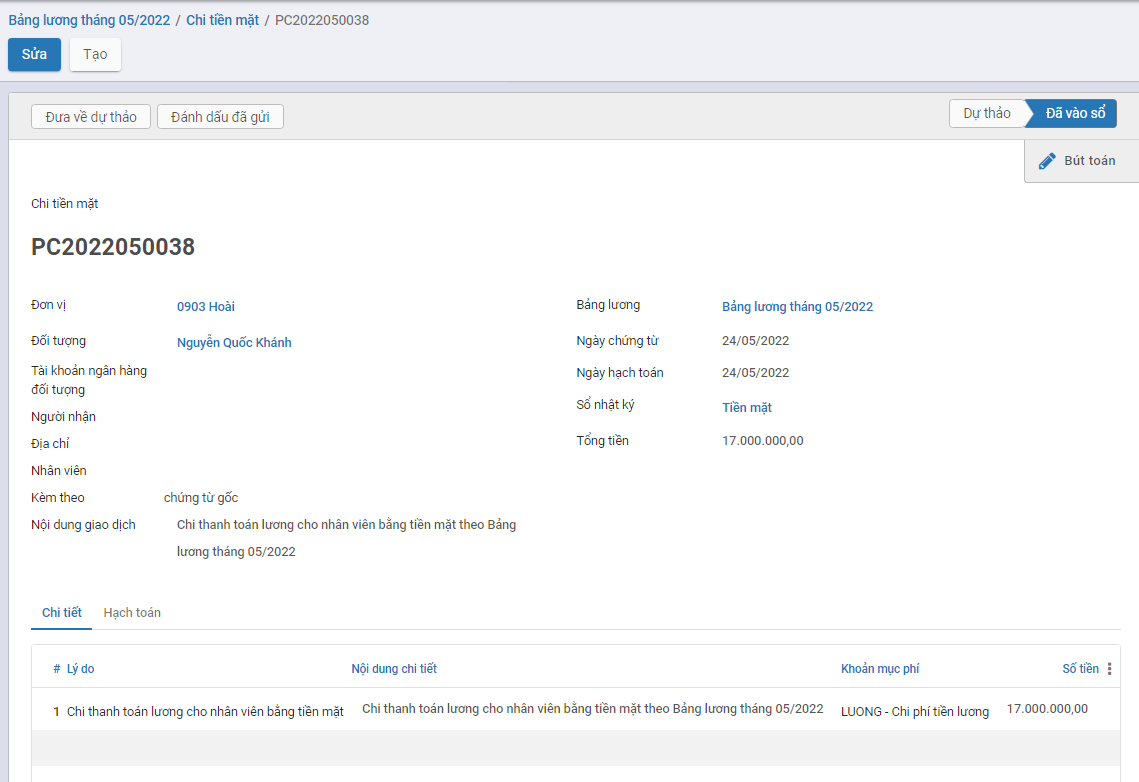 Bảng lương tháng 05/2022 / Chi tiền mặt / PC2022050038
Sửa Tạo
Đưa về dự thảo Đánh dấu đã gửi Dự thảo Đã vào sổ
Bút toán
Chi tiền mặt
PC2022050038
Đơn vị 0903 Hoài Bảng lương Bảng lương tháng 05/2022
Đối tượng Nguyễn Quốc Khánh Ngày chứng từ 24/05/2022
Tài khoản ngân hàng
đối tượng
Ngày hạch toán 24/05/2022
Người nhận Sổ nhật ký Tiền mặt
Địa chỉ Tổng tiền 17.000.000,00
Nhân viên
Kèm theo chứng từ gốc
Nội dung giao dịch Chi thanh toán lương cho nhân viên bằng tiền mặt theo Bảng
lương tháng 05/2022
Chi tiết Hạch toán
# Lý do Nội dung chi tiết Khoản mục phí Số tiền
1 Chi thanh toán lương cho nhân viên bằng tiền mặt Chi thanh toán lương cho nhân viên bằng tiền mặt theo Bảng lương tháng 05/2022 LUONG - Chi phí tiền lương 17.000.000,00